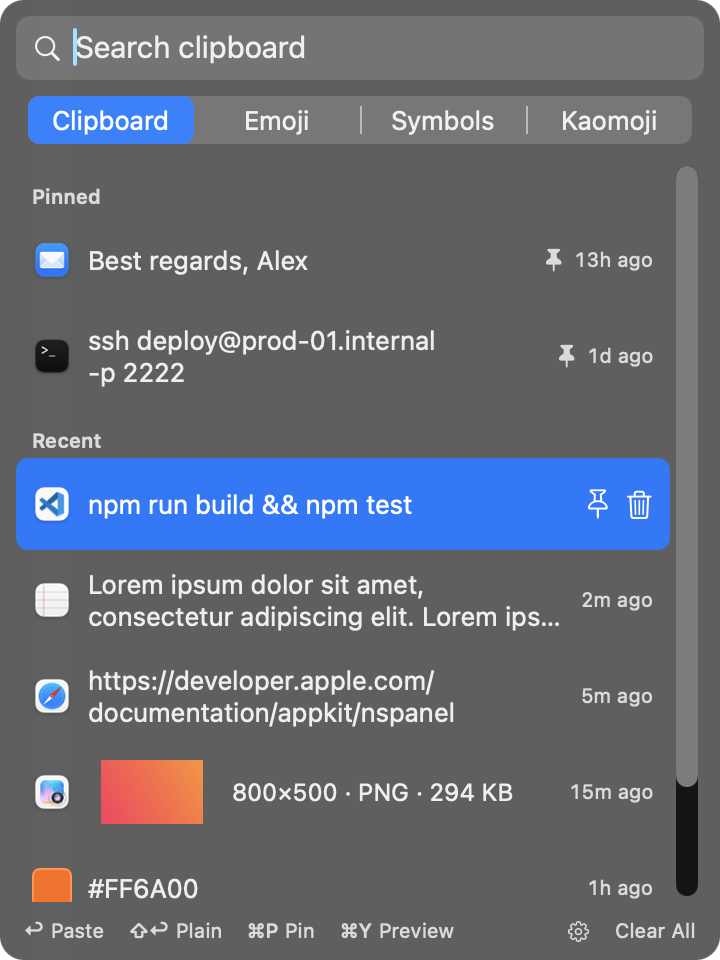 Search clipboard
Clipboard Emoji Symbols Kaomoji
Pinned
Best regards, Alex 13h ago
ssh deploy@prod-01.internal
-p 2222 1d ago
Recent
npm run build && npm test
Lorem ipsum dolor sit amet,
consectetur adipiscing elit. Lorem ips... 2m ago
https://developer.apple.com/
documentation/appkit/nspanel 5m ago
800×500 · PNG · 294 KB 15m ago
#FF6A00 1h ago
↩ Paste ⇧↩ Plain ⌘P Pin ⌘Y Preview Clear All